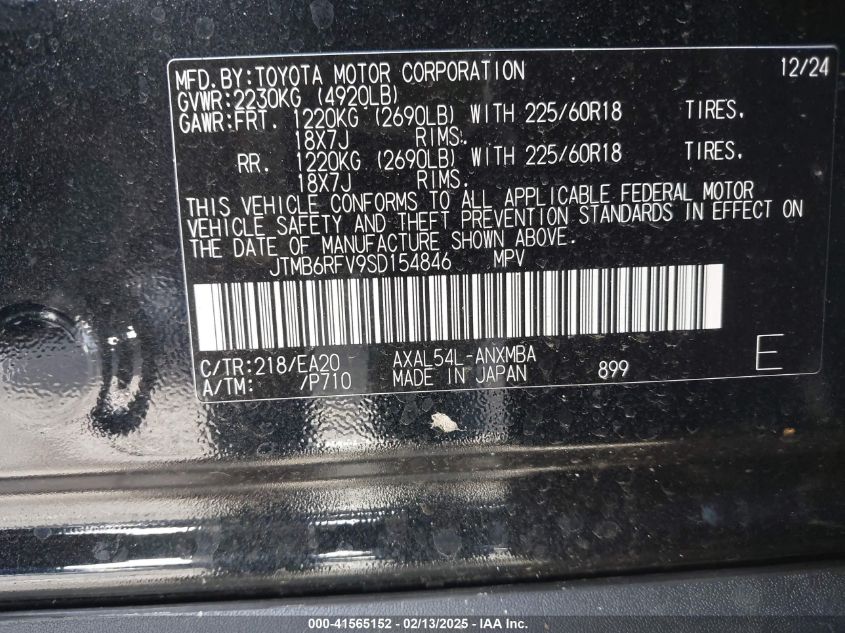 MFD.BY:TOYOTA MOTOR CORPORATION 12/24
GVWR:2230KG (4920LB)
GAWR:FRT. 1220KG (2690LB) WITH 225/60R18 TIRES.
18X7J RIMS.
RR. 1220KG (2690LB) WITH 225/60R18 TIRES.
18X7J RIMS.
THIS VEHICLE CONFORMS TO ALL APPLICABLE FEDERAL MOTOR
VEHICLE SAFETY AND THEFT PREVENTION STANDARDS IN EFFECT ON
THE DATE OF MANUFACTURE SHOWN ABOVE.
JTMB6RFV9SD154846 MPV
C/TR:218/EA20 AXAL54L-ANXMBA
A/TM: /P710 MADE IN JAPAN 899 E
000-41565152 - 02/13/2025 - IAA Inc.